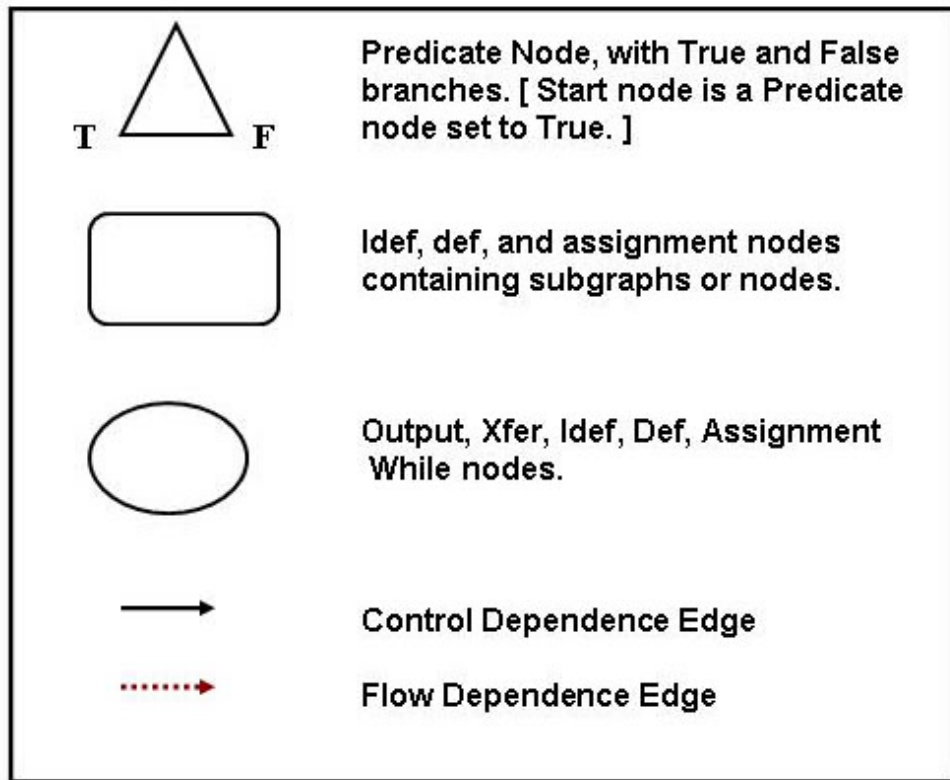 Predicate Node, with True and False
branches. [ Start node is a Predicate
node set to True. ]
T F
Idef, def, and assignment nodes
containing subgraphs or nodes.
Output, Xfer, Idef, Def, Assignment
While nodes.
Control Dependence Edge
Flow Dependence Edge